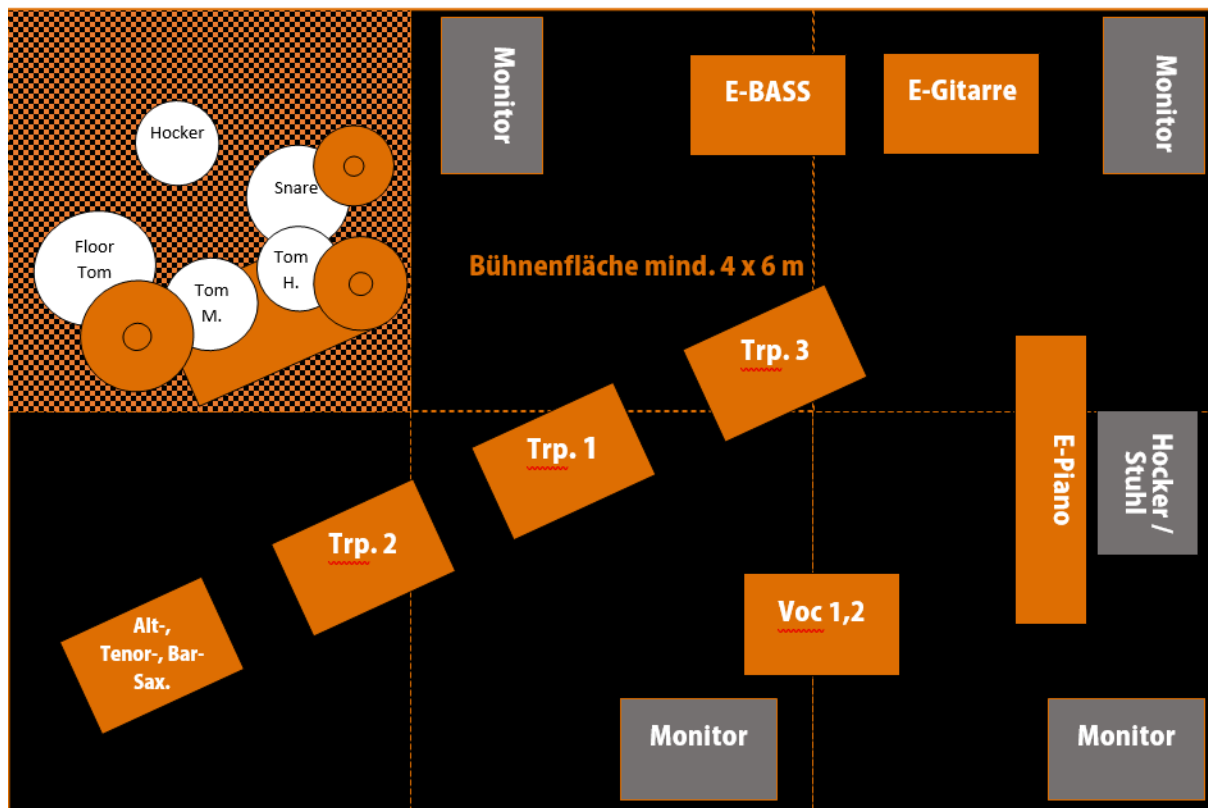 Monitor
E-BASS
E-Gitarre
Monitor
Hocker
Snare
Floor
Tom
Tom
H.
Tom
M.
Bühnenfläche mind. 4 x 6 m
Trp. 3
Trp. 1
Trp. 2
E-Piano
Hocker /
Stuhl
Alt-,
Tenor-, Bar-
Sax.
Voc 1,2
Monitor
Monitor